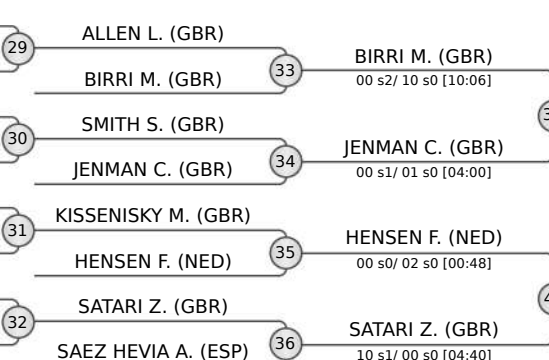 29
ALLEN L. (GBR)
BIRRI M. (GBR)
33
BIRRI M. (GBR)
00 s2/ 10 s0 [10:06]
30
SMITH S. (GBR)
JENMAN C. (GBR)
34
JENMAN C. (GBR)
00 s1/ 01 s0 [04:00]
31
KISSENISKY M. (GBR)
HENSEN F. (NED)
35
HENSEN F. (NED)
00 s0/ 02 s0 [00:48]
32
SATARI Z. (GBR)
SAEZ HEVIA A. (ESP)
36
SATARI Z. (GBR)
10 s1/ 00 s0 [04:40]